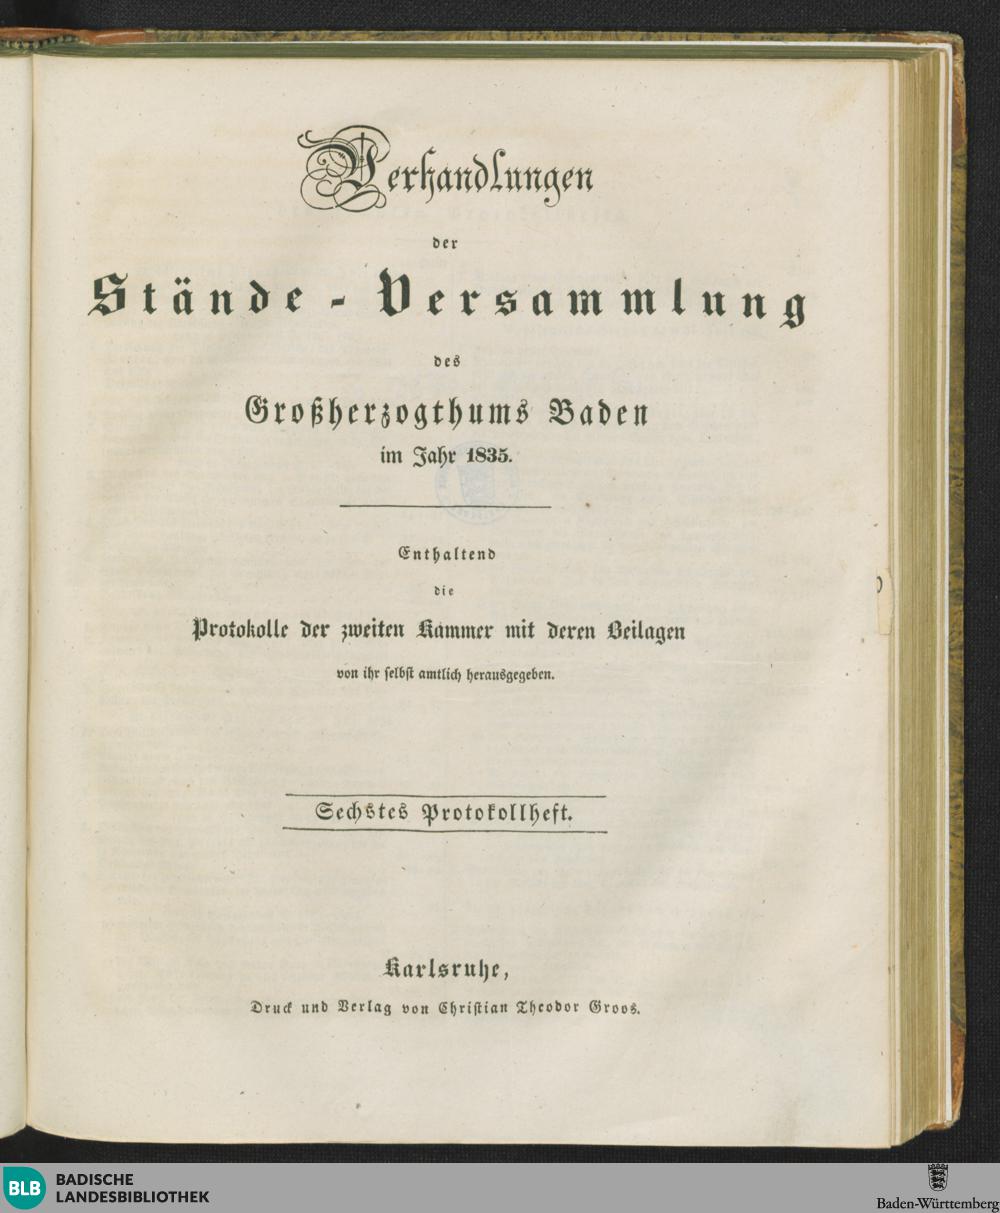 Verhandlungen
der
Stände-Versammlung
des
Großherzogthums Baden
im Jahr 1835.
Enthaltend
die
Protokolle der zweiten Kammer mit deren Beilagen
von ihr selbst amtlich herausgegeben.
Sechstes Protokollheft.
Karlsruhe,
Druck und Verlag von Christian Theodor Groos.
BLB
BADISCHE
LANDESBIBLIOTHEK
Baden-Württemberg